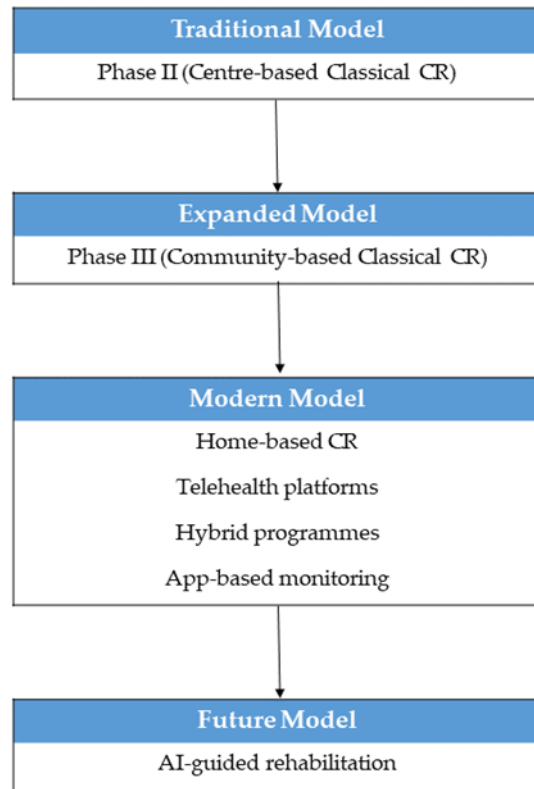 Traditional Model
Phase II (Centre-based Classical CR)
Expanded Model
Phase III (Community-based Classical CR)
Modern Model
Home-based CR
Telehealth platforms
Hybrid programmes
App-based monitoring
Future Model
AI-guided rehabilitation